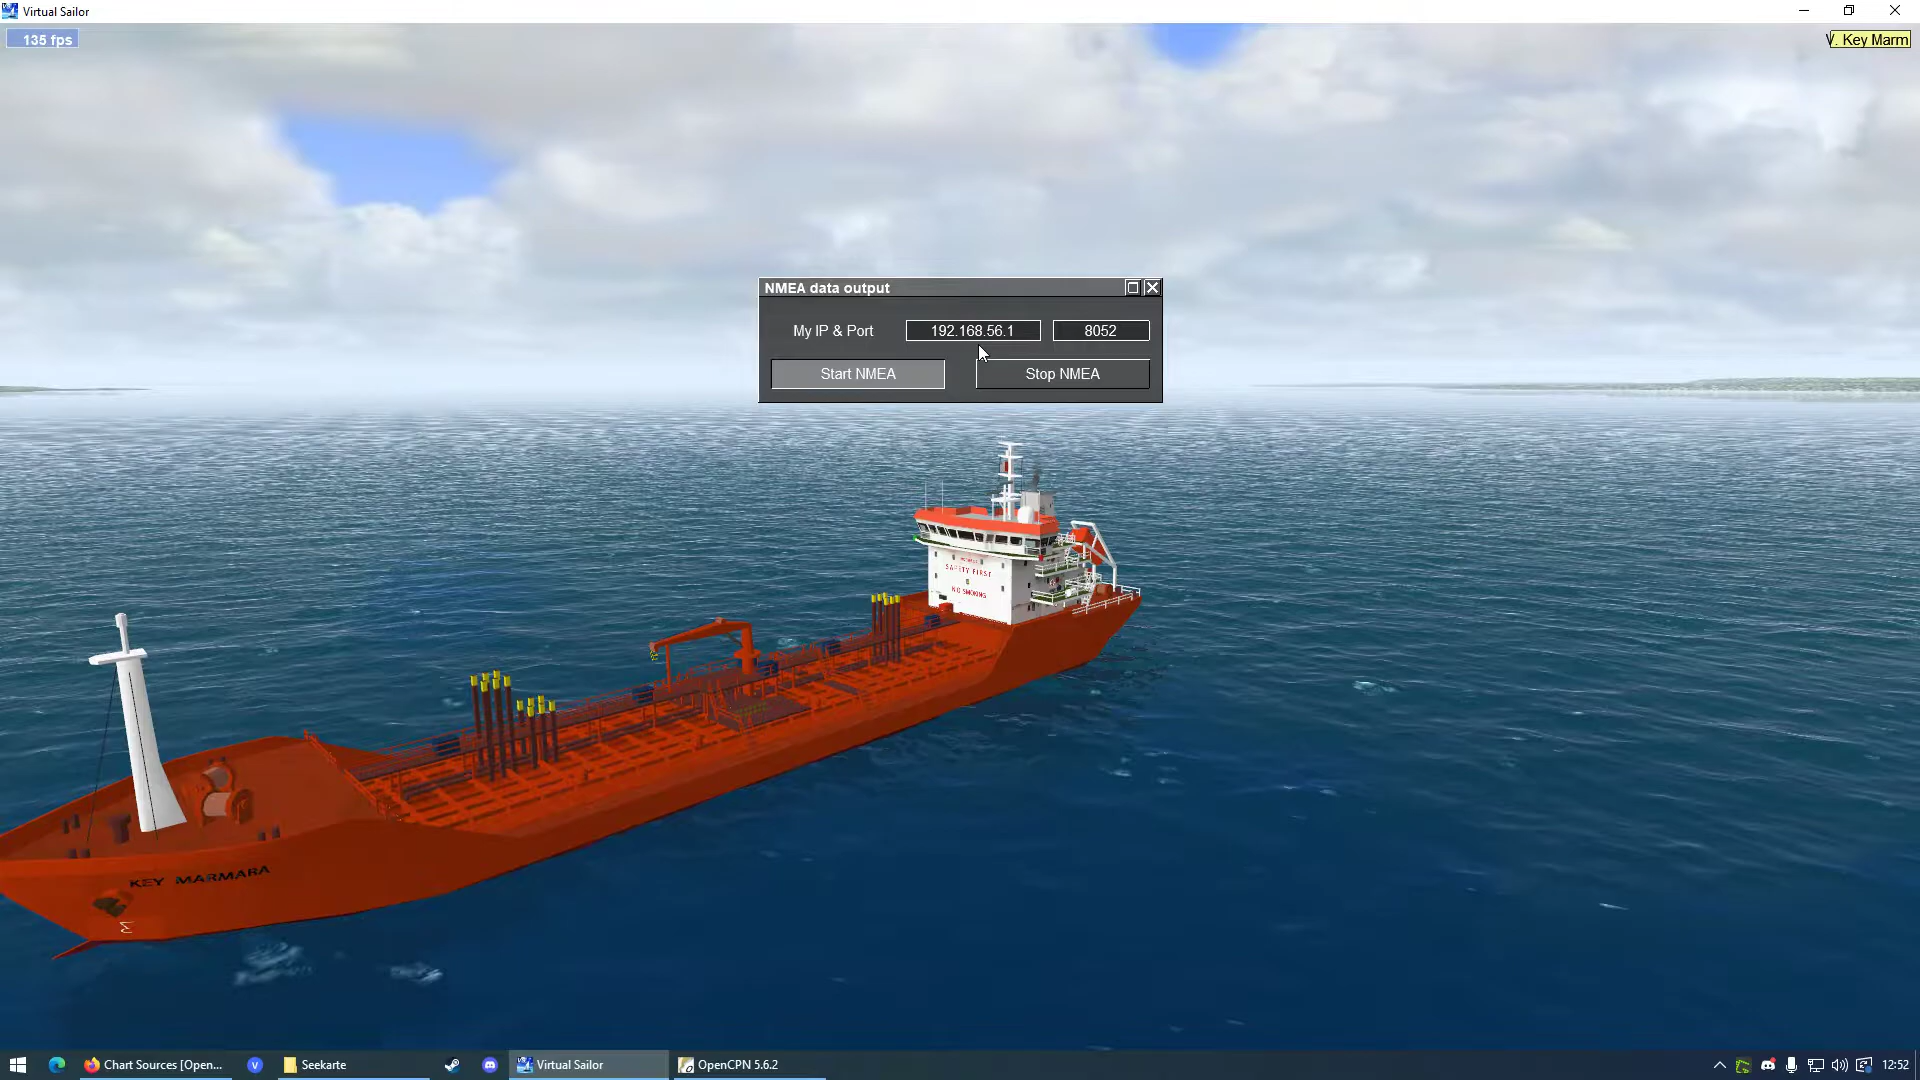 Virtual Sailor
135 fps
V. Key Marm
NMEA data output
My IP & Port 192.168.56.1 8052
Start NMEA Stop NMEA
SAFETY FIRST
NO SMOKING
KEY MARMARA
Chart Sources [Open... Seekarte Virtual Sailor OpenCPN 5.6.2 12:52